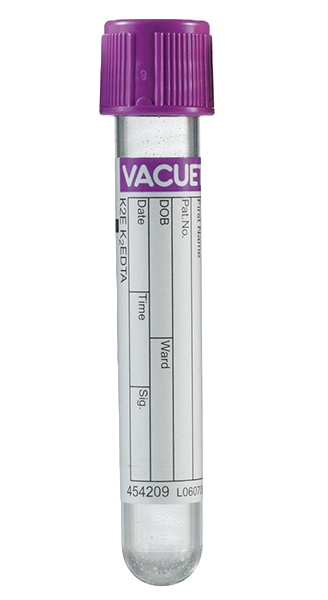 VACUET
First Name
Pat.No.
DOB
Ward
Date
Time
Sig.
K2E K₂EDTA
454209 L06070